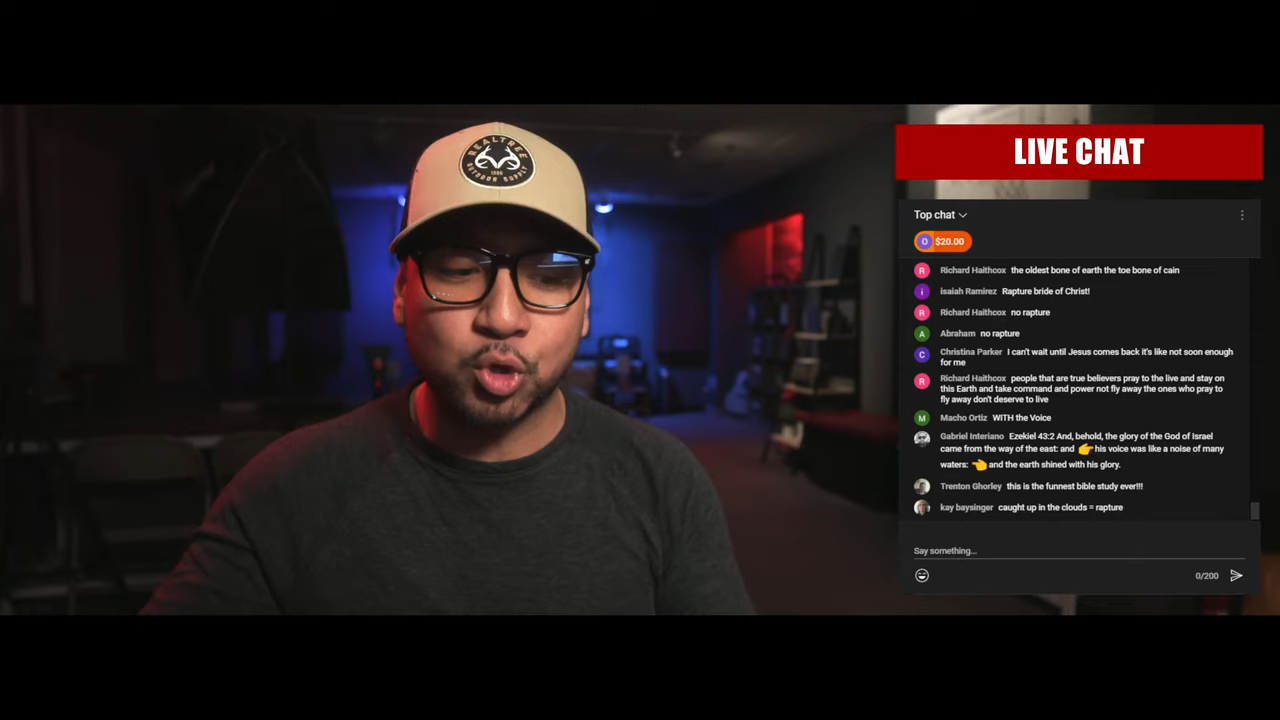 REALTREE
1986
OUTDOOR SUPPLY
LIVE CHAT
Top chat
O $20.00
R Richard Haithcox the oldest bone of earth the toe bone of cain
i isaiah Ramirez Rapture bride of Christ!
R Richard Haithcox no rapture
A Abraham no rapture
C Christina Parker I can't wait until Jesus comes back it's like not soon enough
for me
R Richard Haithcox people that are true believers pray to the live and stay on
this Earth and take command and power not fly away the ones who pray to
fly away don't deserve to live
M Macho Ortiz WITH the Voice
Gabriel Interiano Ezekiel 43:2 And, behold, the glory of the God of Israel
came from the way of the east: and 👉 his voice was like a noise of many
waters: 👈 and the earth shined with his glory.
Trenton Ghorley this is the funnest bible study ever!!!
kay baysinger caught up in the clouds = rapture
Say something...
0/200